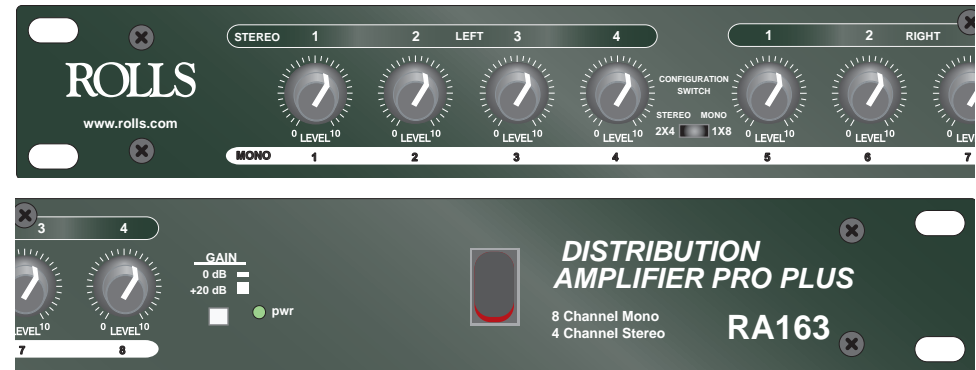 STEREO 1 2 LEFT 3 4 1 2 RIGHT
ROLLS
www.rolls.com
CONFIGURATION
SWITCH
STEREO MONO
2X4 1X8
0 LEVEL 10 0 LEVEL 10 0 LEVEL 10 0 LEVEL 10 0 LEVEL 10 0 LEVEL 10 0 LEV
MONO 1 2 3 4 5 6 7
3 4
GAIN
0 dB
+20 dB
pwr
EVEL 10 0 LEVEL 10
7 8
DISTRIBUTION
AMPLIFIER PRO PLUS
8 Channel Mono
4 Channel Stereo
RA163